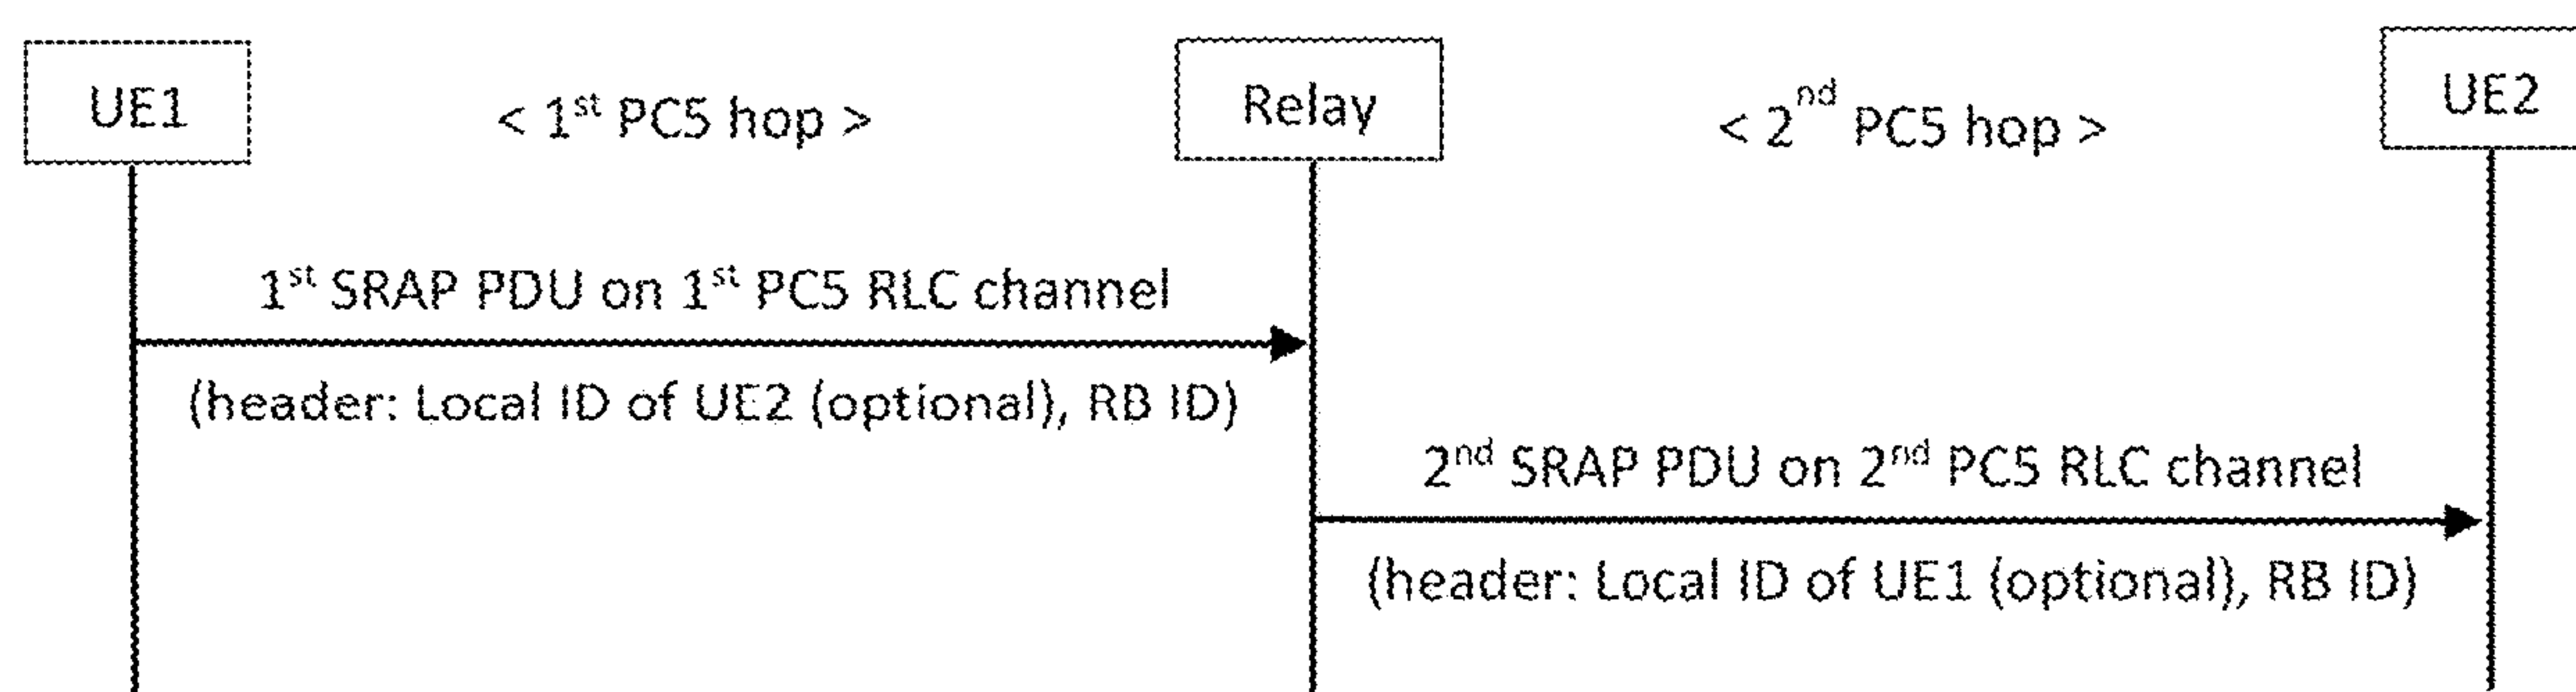 UE1
< 1st PC5 hop >
Relay
< 2nd PC5 hop >
UE2
1st SRAP PDU on 1st PC5 RLC channel
(header: Local ID of UE2 (optional), RB ID)
2nd SRAP PDU on 2nd PC5 RLC channel
(header: Local ID of UE1 (optional), RB ID)